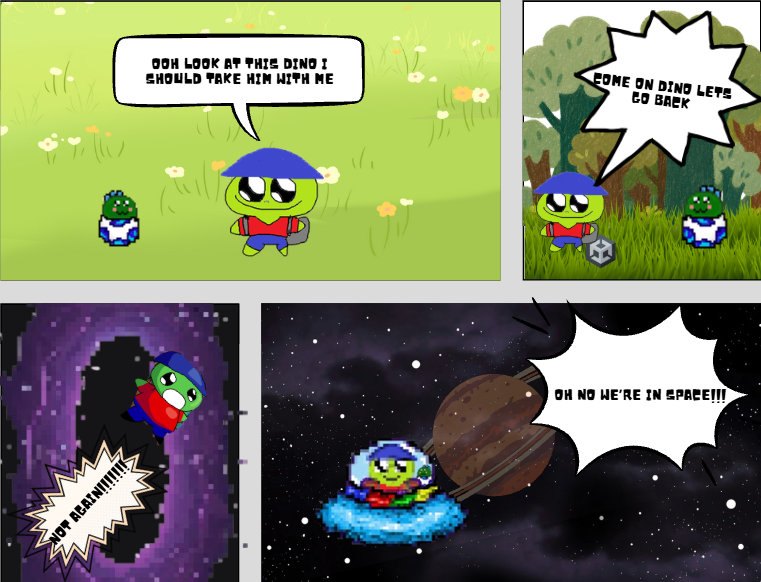 OOH LOOK AT THIS DINO I
SHOULD TAKE HIM WITH ME
COME ON DINO LETS
GO BACK
NOT AGAIN!!!!!!!
OH NO WE'RE IN SPACE!!!